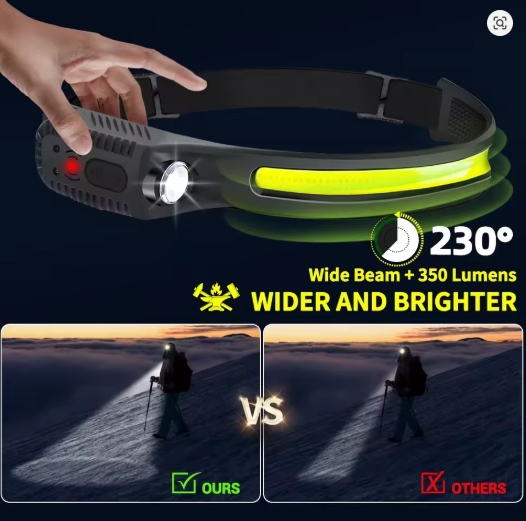 230°
Wide Beam + 350 Lumens
WIDER AND BRIGHTER
VS
OURS
OTHERS